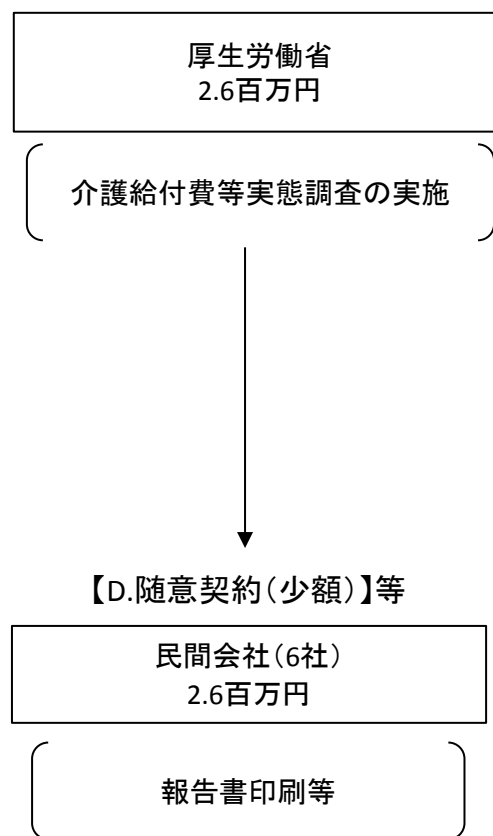 厚生労働省
2.6百万円
介護給付費等実態調査の実施
【D.随意契約(少額)】等
民間会社(6社)
2.6百万円
報告書印刷等